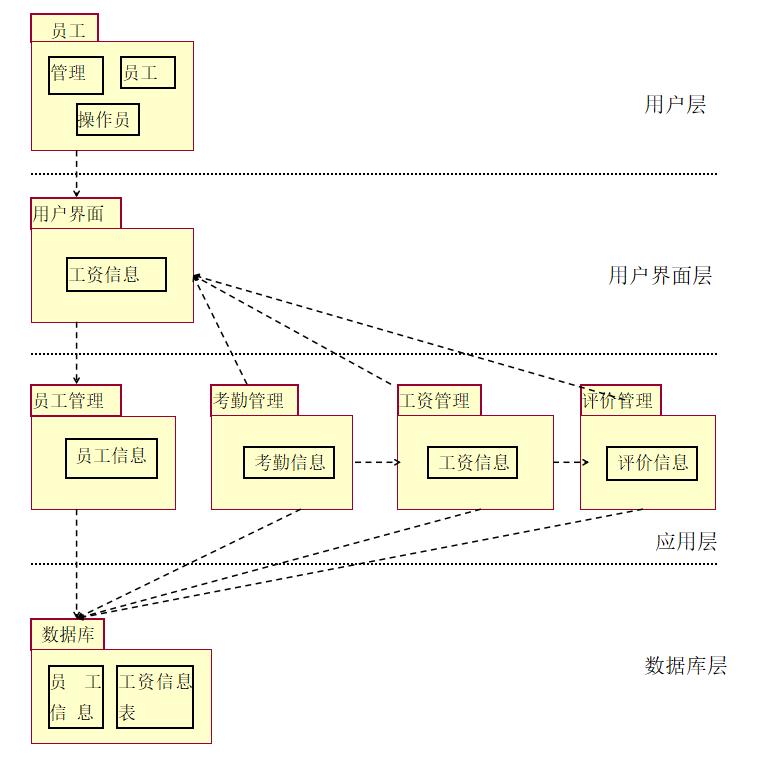 员工
管理
员工
操作员
用户层
用户界面
工资信息
用户界面层
员工管理
考勤管理
工资管理
评价管理
员工信息
考勤信息
工资信息
评价信息
应用层
数据库
数据库层
员 工
信 息
工资信息
表